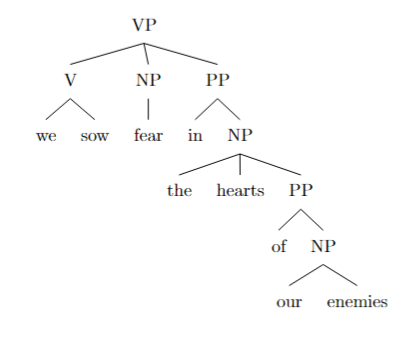 VP
V NP PP
we sow fear in NP
the hearts PP
of NP
our enemies